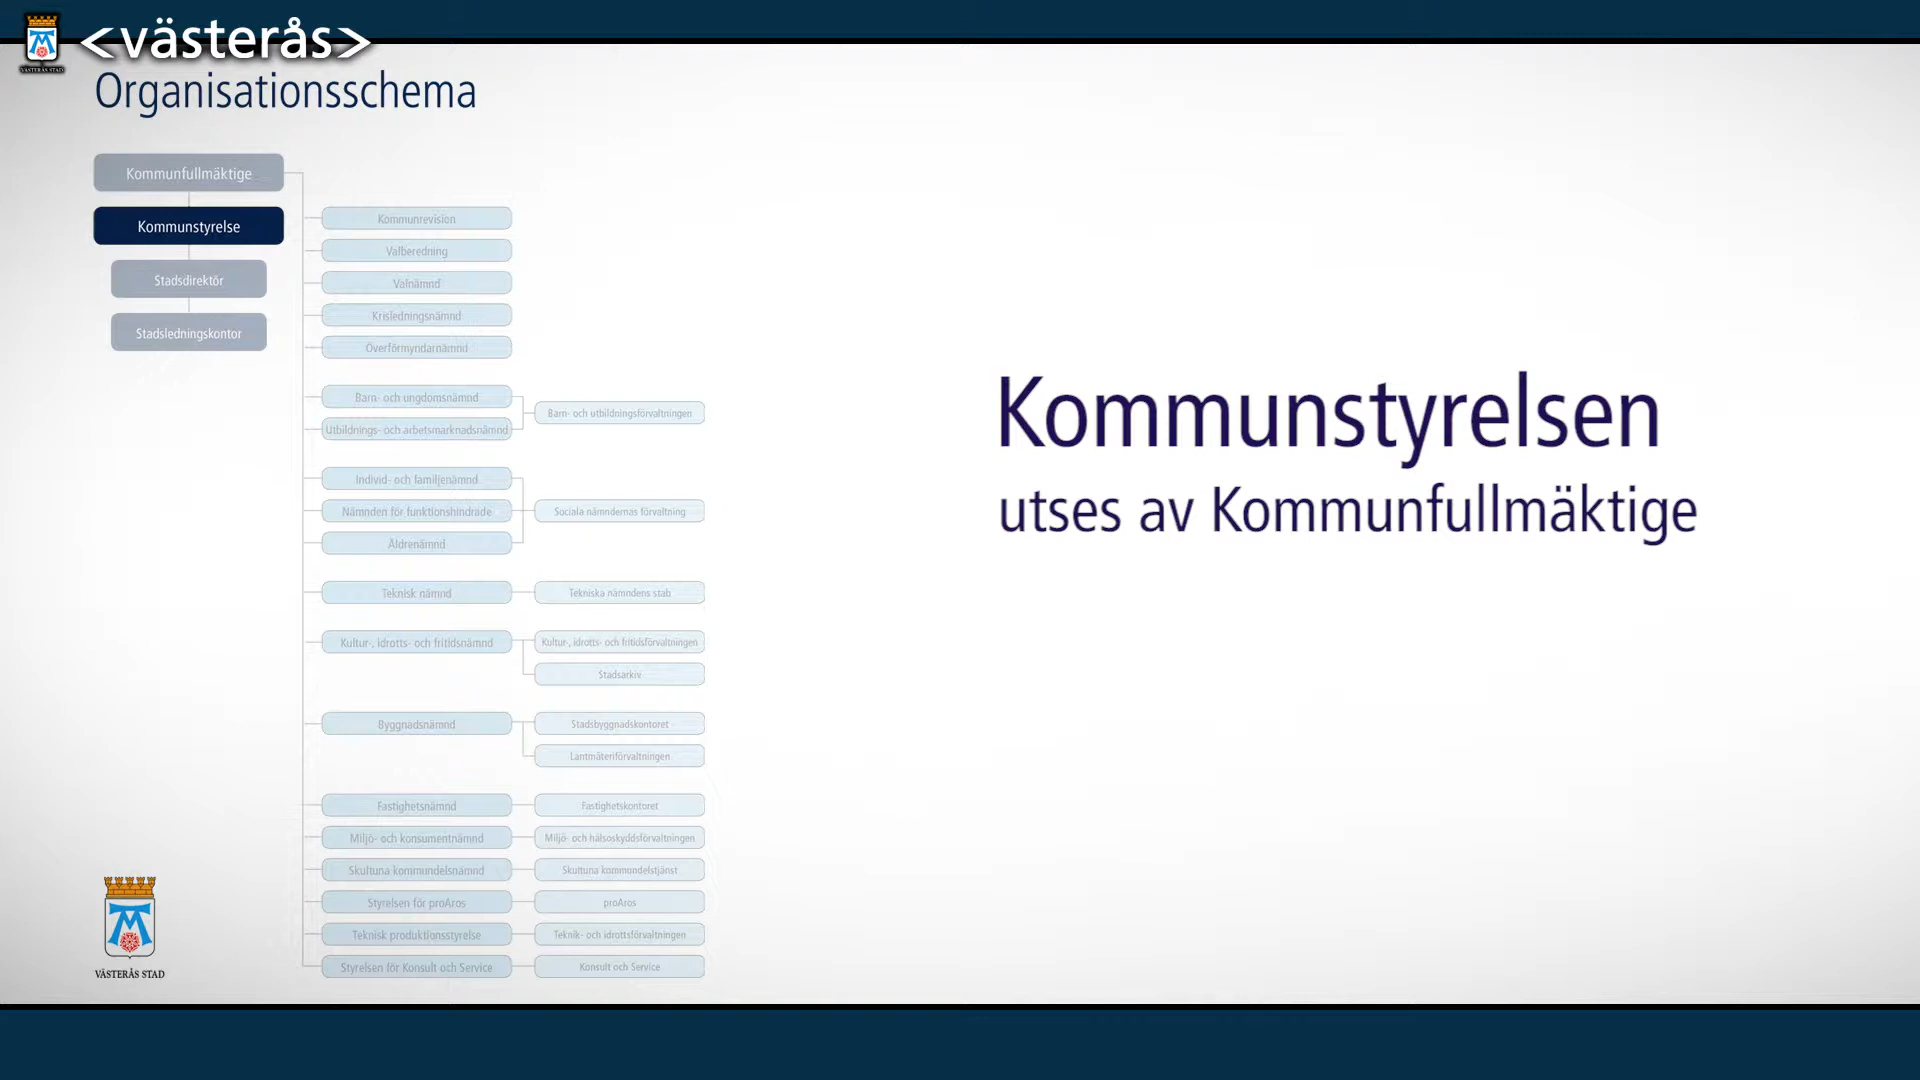 VÄSTERÅS STAD
<västerås>
Organisationsschema
Kommunfullmäktige
Kommunstyrelse
Stadsdirektör
Stadsledningskontor
Kommunrevision
Valberedning
Valnämnd
Krisledningsnämnd
Överförmyndarnämnd
Barn- och ungdomsnämnd
Utbildnings- och arbetsmarknadsnämnd
Barn- och utbildningsförvaltningen
Individ- och familjenämnd
Nämnden för funktionshindrade
Äldrenämnd
Sociala nämndernas förvaltning
Teknisk nämnd
Tekniska nämndens stab
Kultur-, idrotts- och fritidsnämnd
Kultur-, idrotts- och fritidsförvaltningen
Stadsarkiv
Byggnadsnämnd
Stadsbyggnadskontoret
Lantmäteriförvaltningen
Fastighetsnämnd
Fastighetskontoret
Miljö- och konsumentnämnd
Miljö- och hälsoskyddsförvaltningen
Skultuna kommundelsnämnd
Skultuna kommundelstjänst
Styrelsen för proAros
proAros
Teknisk produktionsstyrelse
Teknik- och idrottsförvaltningen
Styrelsen för Konsult och Service
Konsult och Service
Kommunstyrelsen
utses av Kommunfullmäktige
VÄSTERÅS STAD